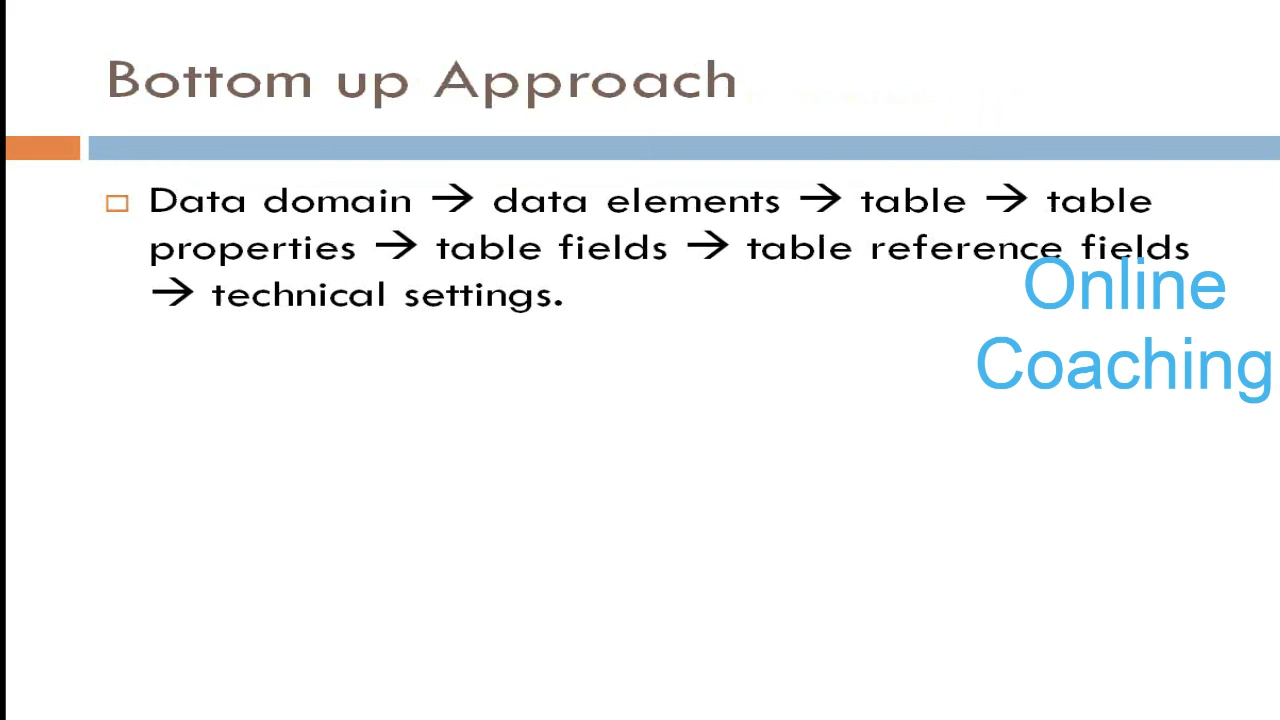 Bottom up Approach
Data domain → data elements → table → table
properties → table fields → table reference fields
→ technical settings.
Online
Coaching